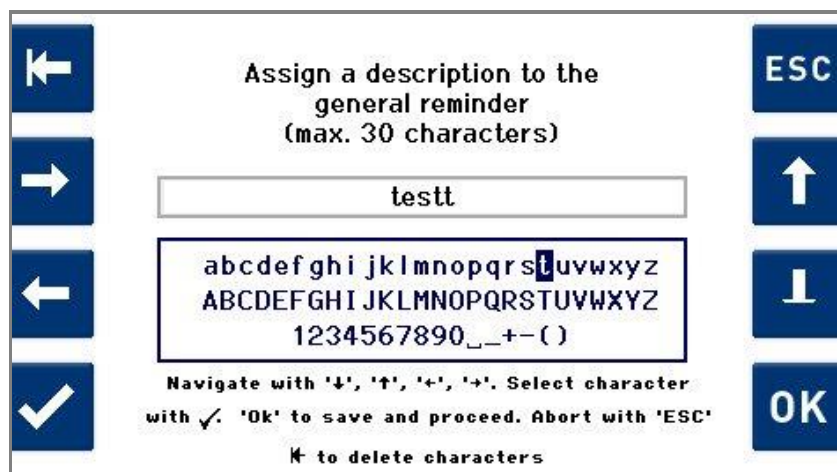 ESC
Assign a description to the
general reminder
(max. 30 characters)
testt
abcdefghijklmnopqrstuvwxyz
ABCDEFGHIJKLMNOPQRSTUVWXYZ
1234567890␣_+-()
Navigate with '↓', '↑', '←', '→'. Select character
with ✓. 'Ok' to save and proceed. Abort with 'ESC'
OK
|← to delete characters